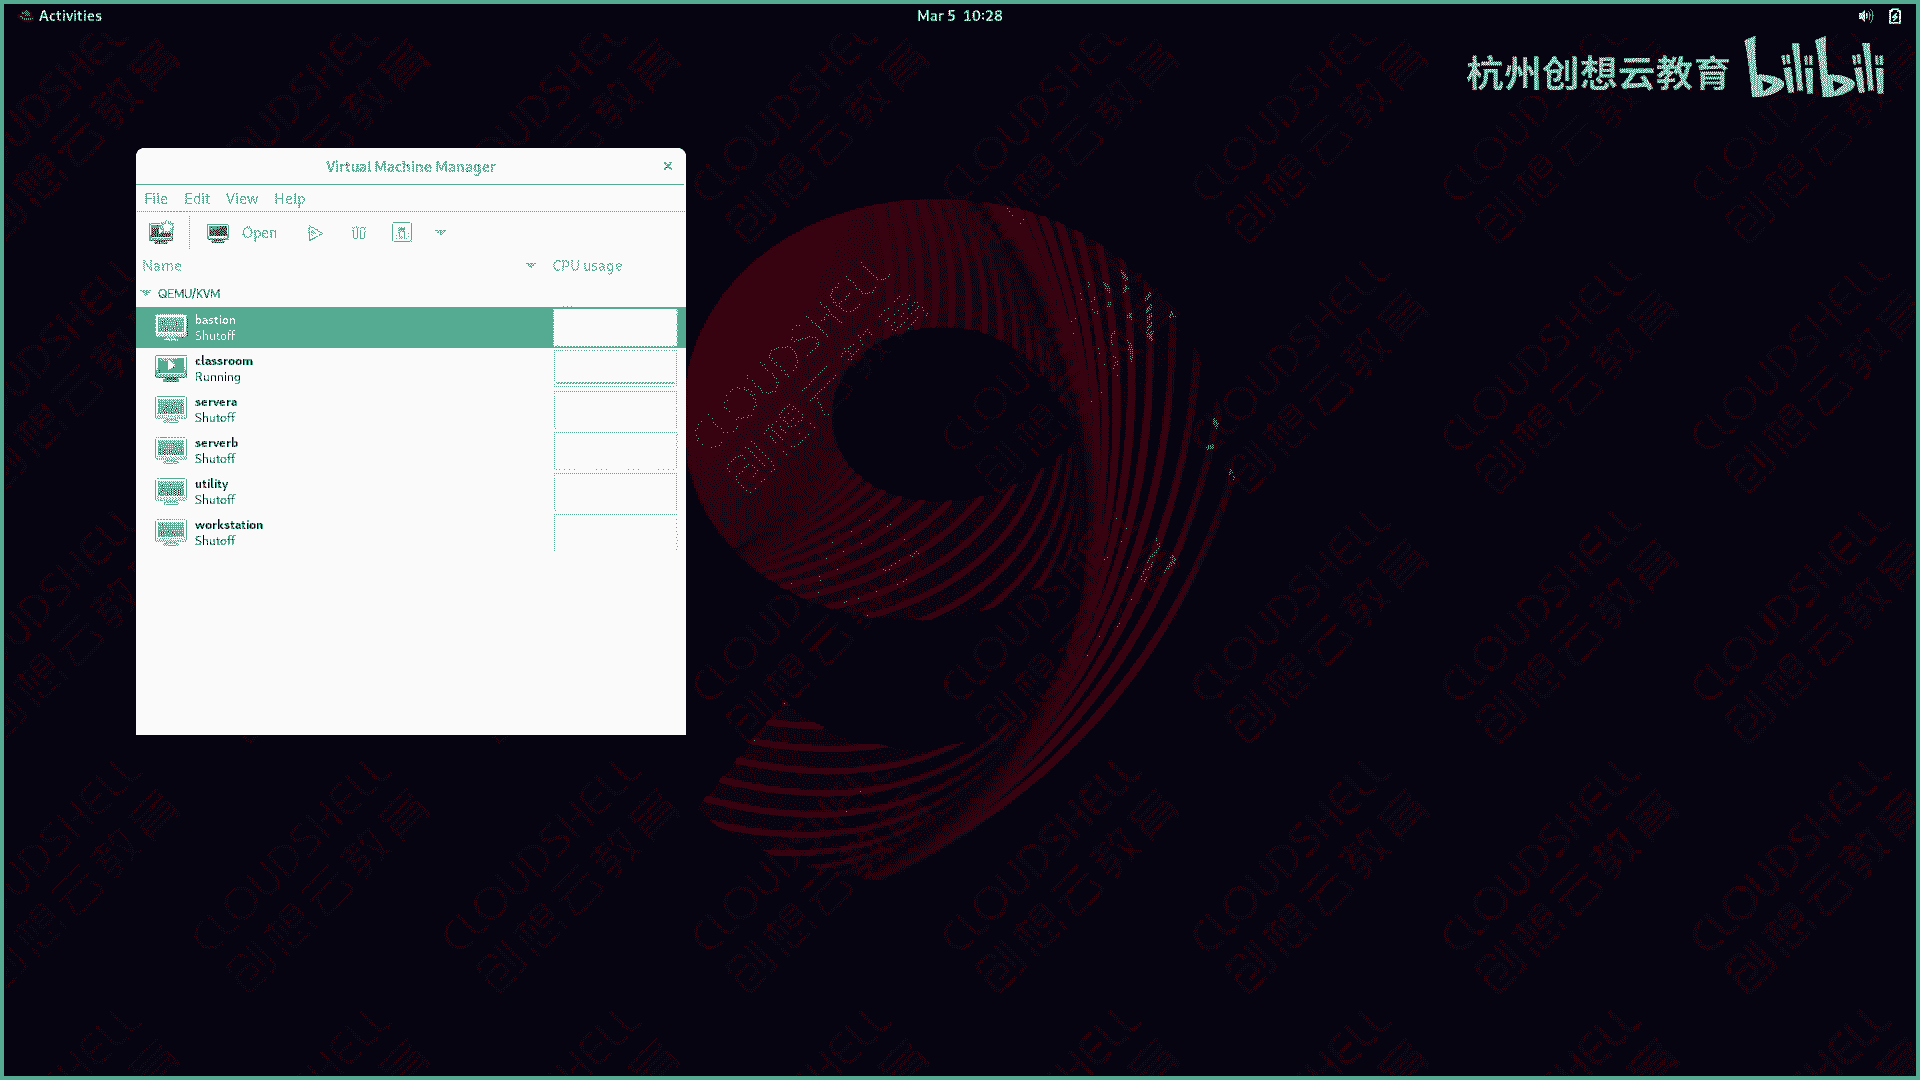 Activities
Mar 5 10:28
杭州创想云教育 bilibili
Virtual Machine Manager
File Edit View Help
Open
Name CPU usage
QEMU/KVM
bastion
Shutoff
classroom
Running
servera
Shutoff
serverb
Shutoff
utility
Shutoff
workstation
Shutoff
CLOUDSHELL
创想云教育